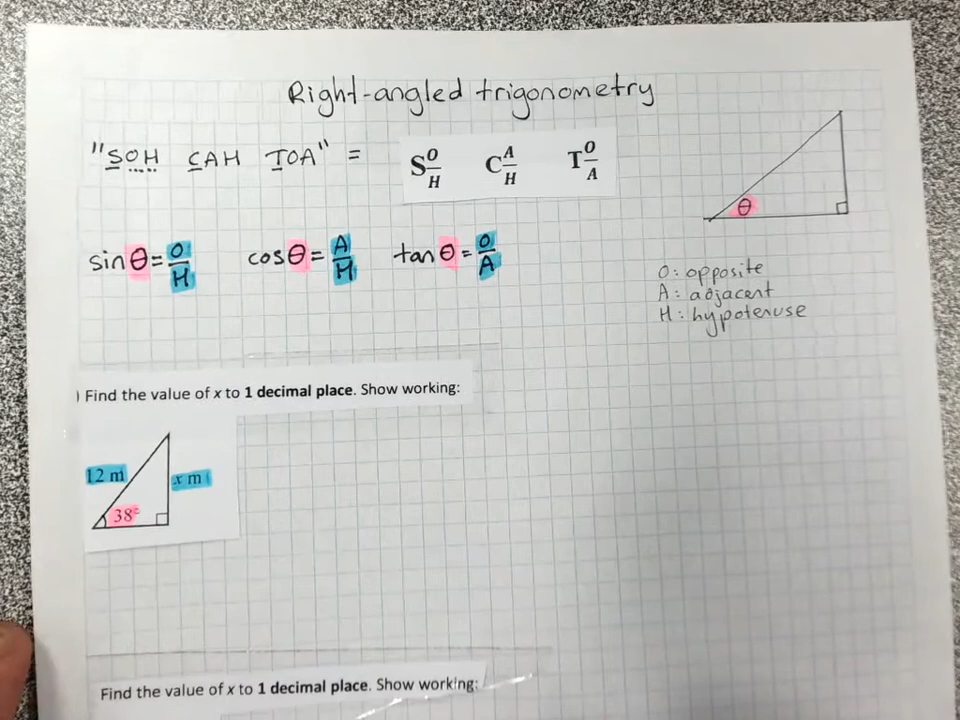 Right-angled trigonometry
"SOH CAH TOA" = S O/H C A/H T O/A
θ
sinθ = O/H cosθ = A/H tanθ = O/A
O: opposite
A: adjacent
H: hypotenuse
) Find the value of x to 1 decimal place. Show working:
12 m
x m
38°
Find the value of x to 1 decimal place. Show working: